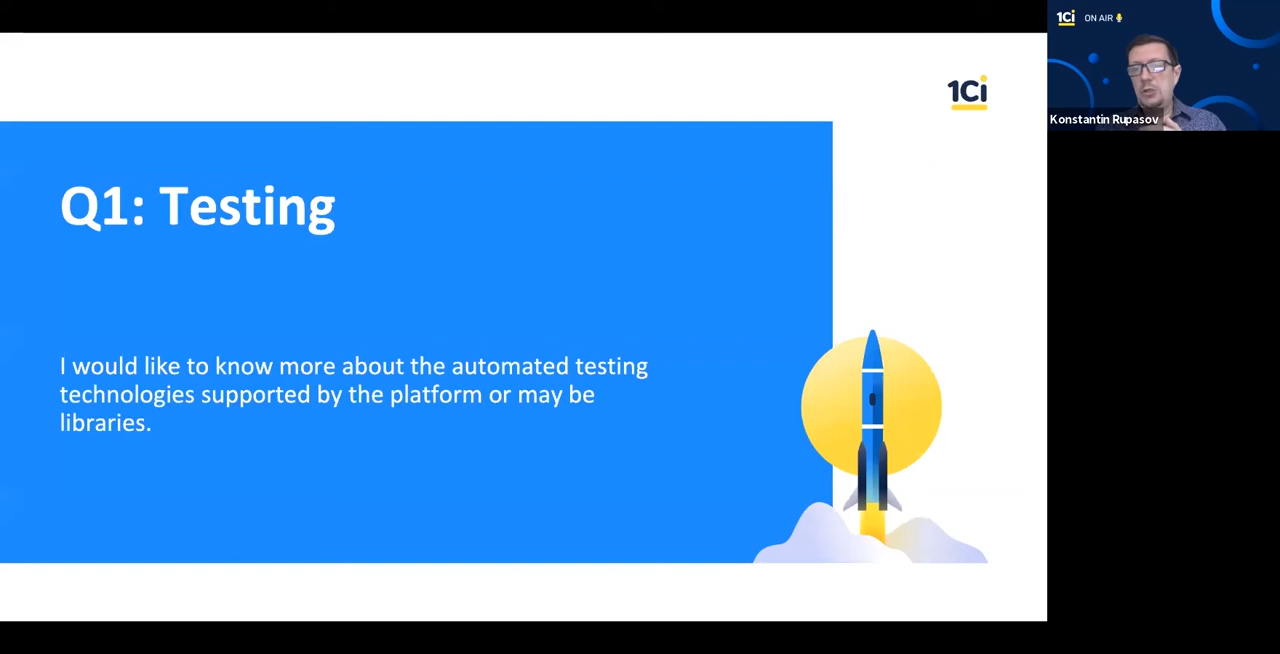 1Ci
Q1: Testing
I would like to know more about the automated testing
technologies supported by the platform or may be
libraries.
1Ci ON AIR
Konstantin Rupasov